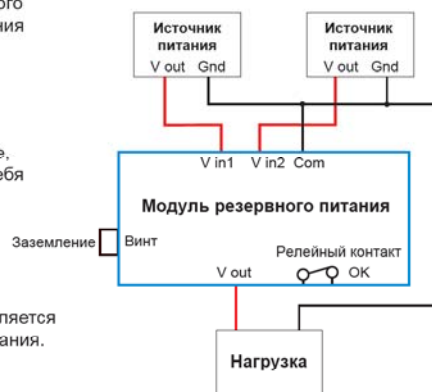 Источник питания
V out Gnd
Источник питания
V out Gnd
V in1 V in2 Com
Модуль резервного питания
Заземление
Винт
Релейный контакт
OK
V out
Нагрузка